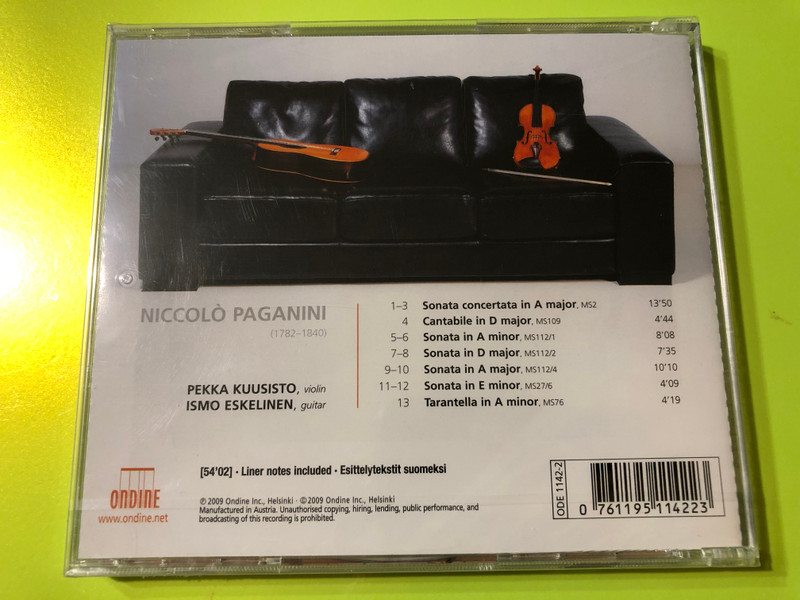 NICCOLÒ PAGANINI
(1782–1840)
PEKKA KUUSISTO, violin
ISMO ESKELINEN, guitar
1–3 Sonata concertata in A major, MS2 13'50
4 Cantabile in D major, MS109 4'44
5–6 Sonata in A minor, MS112/1 8'08
7–8 Sonata in D major, MS112/2 7'35
9–10 Sonata in A major, MS112/4 10'10
11–12 Sonata in E minor, MS27/6 4'09
13 Tarantella in A minor, MS76 4'19
[54'02] · Liner notes included · Esittelytekstit suomeksi
ONDINE
www.ondine.net
℗ 2009 Ondine Inc., Helsinki · © 2009 Ondine Inc., Helsinki
Manufactured in Austria. Unauthorised copying, hiring, lending, public performance, and
broadcasting of this recording is prohibited.
ODE 1142-2
0 761195 114223